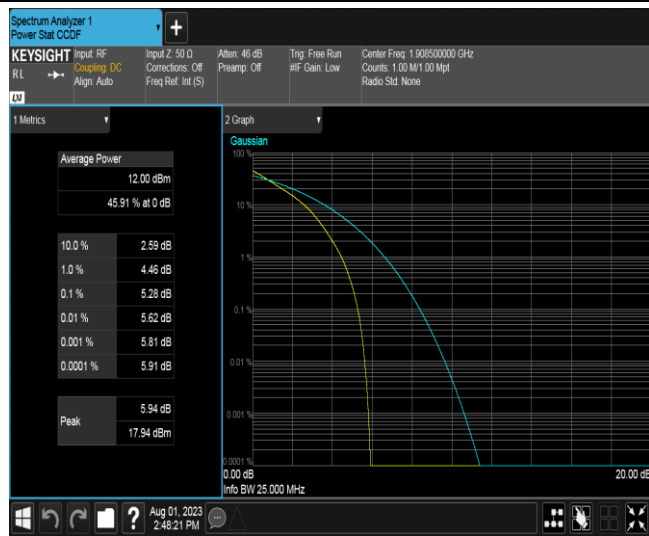 Spectrum Analyzer 1
Power Stat CCDF
+
KEYSIGHT
RL
LXI
Input: RF
Coupling: DC
Align: Auto
Input Z: 50 Ω
Corrections: Off
Freq Ref: Int (S)
Atten: 46 dB
Preamp: Off
Trig: Free Run
#IF Gain: Low
Center Freq: 1.908500000 GHz
Counts: 1.00 M/1.00 Mpt
Radio Std: None
1 Metrics
Average Power
12.00 dBm
45.91 % at 0 dB
10.0 % 2.59 dB
1.0 % 4.46 dB
0.1 % 5.28 dB
0.01 % 5.62 dB
0.001 % 5.81 dB
0.0001 % 5.91 dB
Peak
5.94 dB
17.94 dBm
2 Graph
Gaussian
100 %
10 %
1 %
0.1 %
0.01 %
0.001 %
0.0001 %
0.00 dB
20.00 dB
Info BW 25.000 MHz
?
Aug 01, 2023
2:48:21 PM